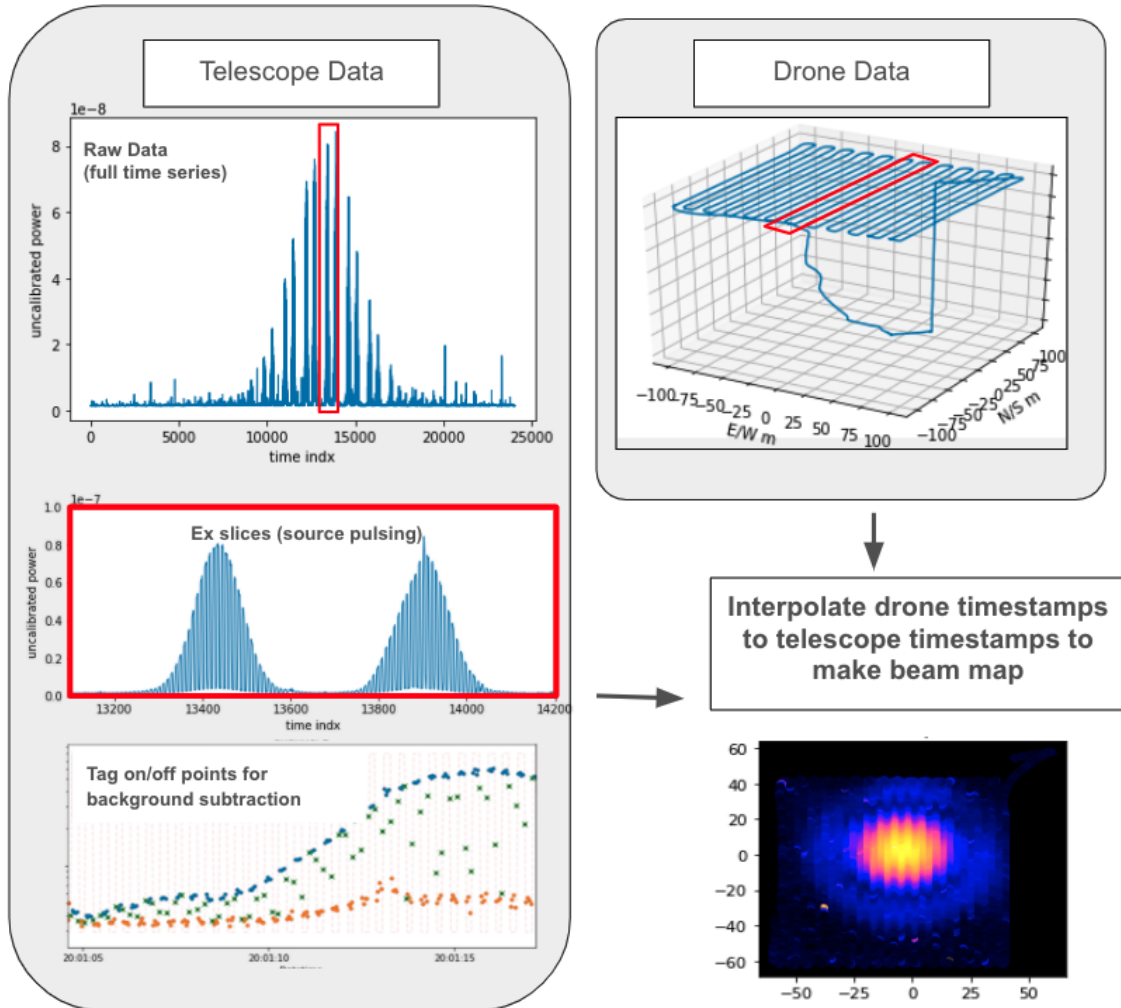 Telescope Data
1e−8
Raw Data
(full time series)
uncalibrated power
8
6
4
2
0
0 5000 10000 15000 20000 25000
time indx
1e−7
Ex slices (source pulsing)
uncalibrated power
1.0
0.8
0.6
0.4
0.2
0.0
13200 13400 13600 13800 14000 14200
time indx
Tag on/off points for
background subtraction
20:01:05 20:01:10 20:01:15
Drone Data
−100 −75 −50 −25 0 25 50 75 100
E/W m
−100 −75 −50 −25 0 25 50 75 100
N/S m
Interpolate drone timestamps
to telescope timestamps to
make beam map
60
40
20
0
−20
−40
−60
−50 −25 0 25 50